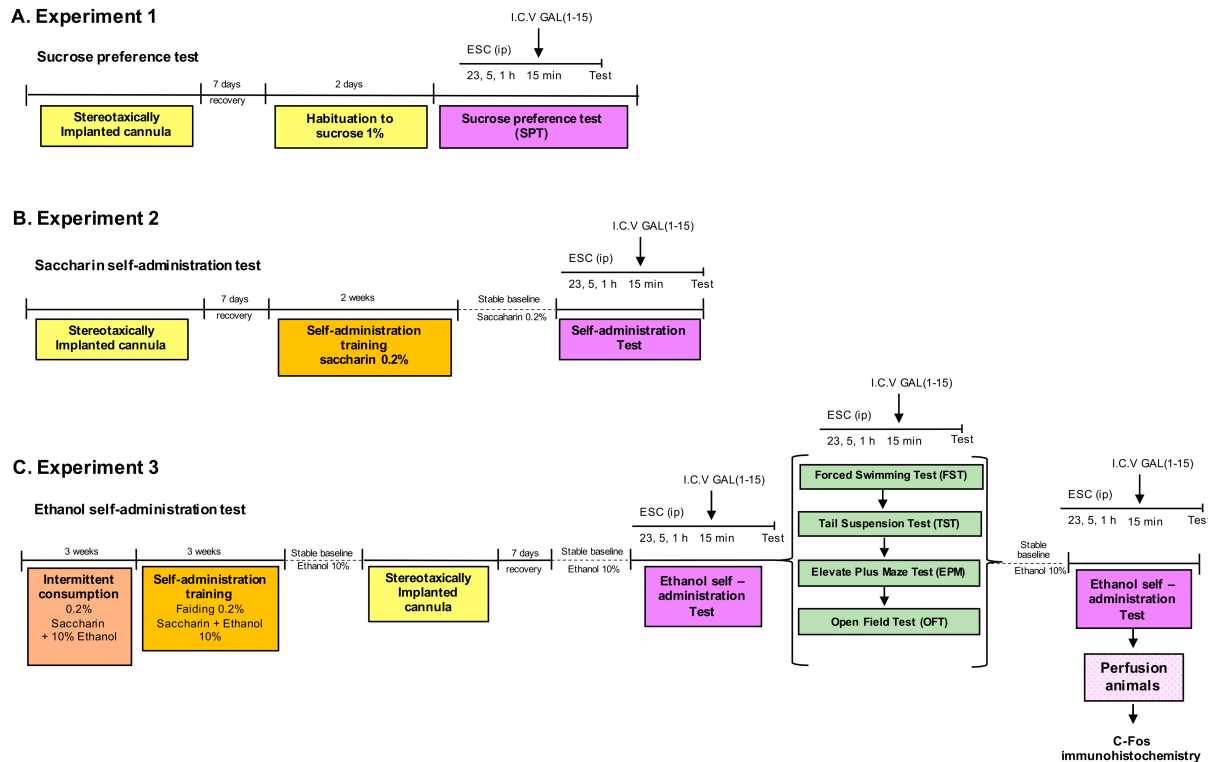 A. Experiment 1
I.C.V GAL(1-15)
Sucrose preference test
ESC (ip)
23, 5, 1 h 15 min Test
7 days
recovery
2 days
Stereotaxically
Implanted cannula
Habituation to
sucrose 1%
Sucrose preference test
(SPT)
B. Experiment 2
I.C.V GAL(1-15)
Saccharin self-administration test
ESC (ip)
23, 5, 1 h 15 min Test
7 days
recovery
2 weeks
Stable baseline
Saccaharin 0.2%
Stereotaxically
Implanted cannula
Self-administration
training
saccharin 0.2%
Self-administration
Test
C. Experiment 3
Ethanol self-administration test
3 weeks
3 weeks
Stable baseline
Ethanol 10%
7 days
recovery
Stable baseline
Ethanol 10%
I.C.V GAL(1-15)
ESC (ip)
23, 5, 1 h 15 min Test
Intermittent
consumption
0.2%
Saccharin
+ 10% Ethanol
Self-administration
training
Faiding 0.2%
Saccharin + Ethanol
10%
Stereotaxically
Implanted
cannula
Ethanol self –
administration
Test
I.C.V GAL(1-15)
ESC (ip)
23, 5, 1 h 15 min Test
Forced Swimming Test (FST)
Tail Suspension Test (TST)
Elevate Plus Maze Test (EPM)
Open Field Test (OFT)
Stable
baseline
Ethanol 10%
I.C.V GAL(1-15)
ESC (ip)
23, 5, 1 h 15 min Test
Ethanol self –
administration
Test
Perfusion
animals
C-Fos
immunohistochemistry